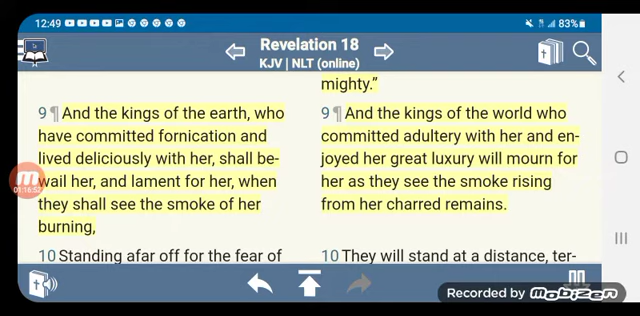 12:49
83%
Revelation 18
KJV | NLT (online)
mighty.”
9 ¶ And the kings of the earth, who
have committed fornication and
lived deliciously with her, shall be-
wail her, and lament for her, when
they shall see the smoke of her
burning,
10 Standing afar off for the fear of
9 ¶ And the kings of the world who
committed adultery with her and en-
joyed her great luxury will mourn for
her as they see the smoke rising
from her charred remains.
10 They will stand at a distance, ter-
01:16:52
Recorded by mobizen